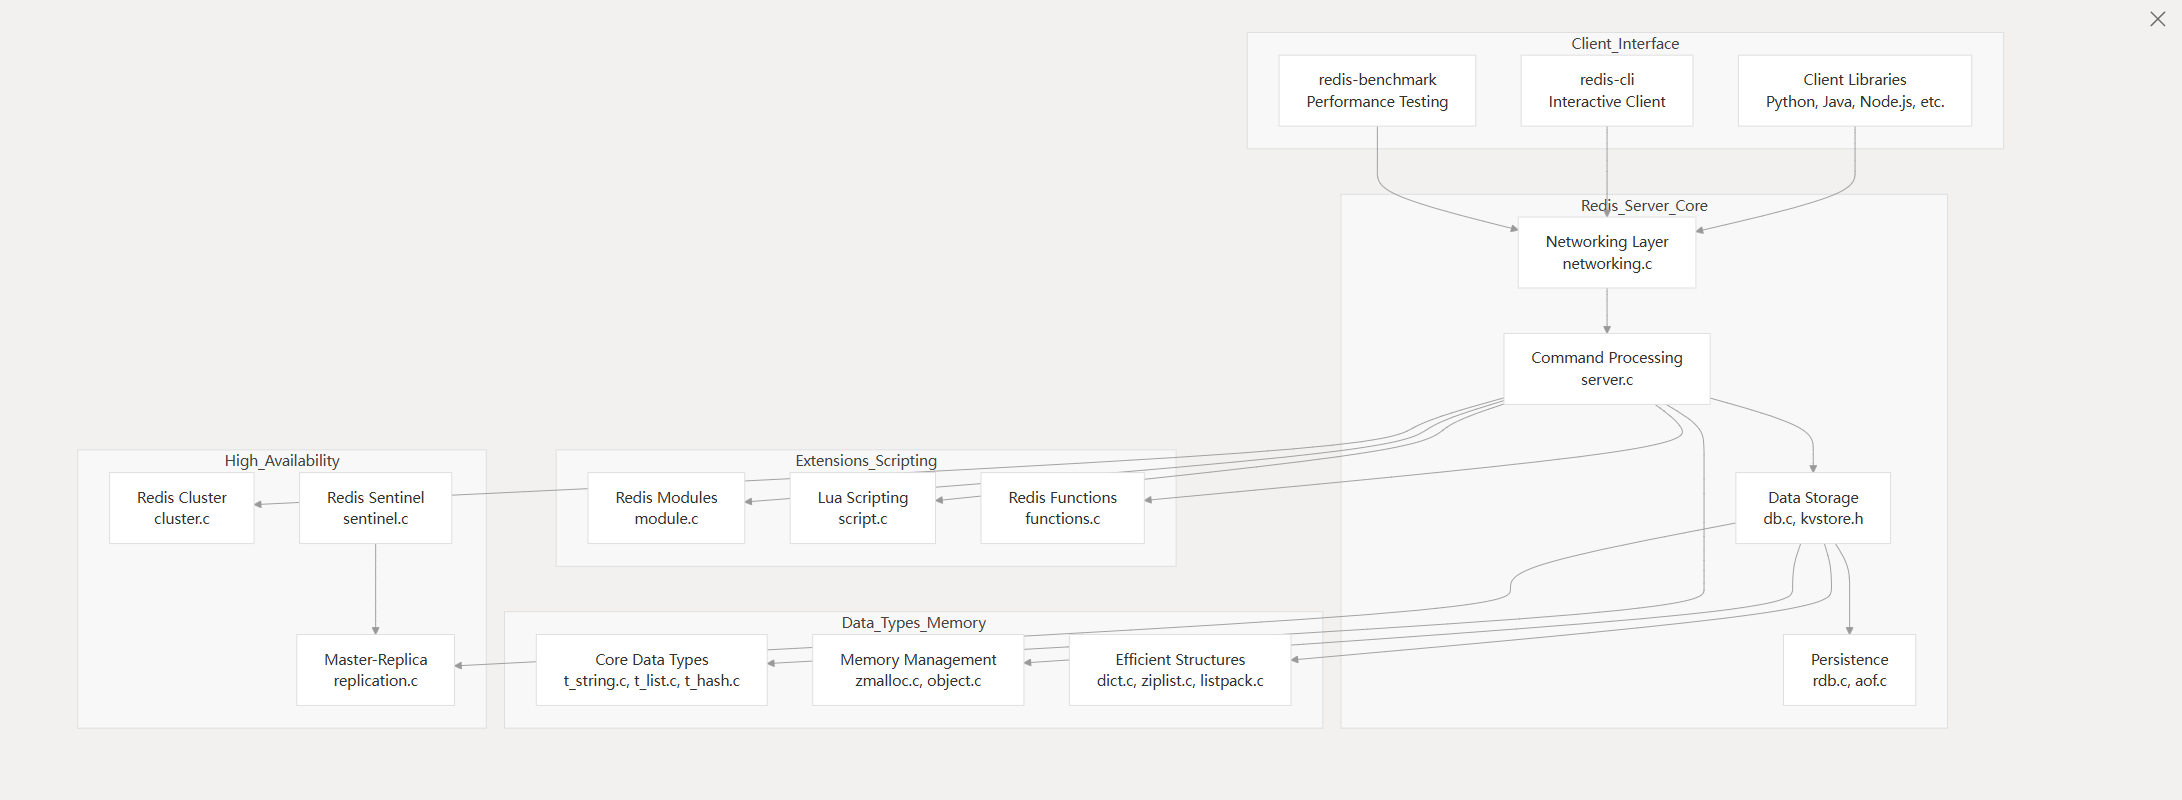 Client_Interface
redis-benchmark
Performance Testing
redis-cli
Interactive Client
Client Libraries
Python, Java, Node.js, etc.
Redis_Server_Core
Networking Layer
networking.c
Command Processing
server.c
High_Availability
Redis Cluster
cluster.c
Redis Sentinel
sentinel.c
Extensions_Scripting
Redis Modules
module.c
Lua Scripting
script.c
Redis Functions
functions.c
Data Storage
db.c, kvstore.h
Master-Replica
replication.c
Data_Types_Memory
Core Data Types
t_string.c, t_list.c, t_hash.c
Memory Management
zmalloc.c, object.c
Efficient Structures
dict.c, ziplist.c, listpack.c
Persistence
rdb.c, aof.c